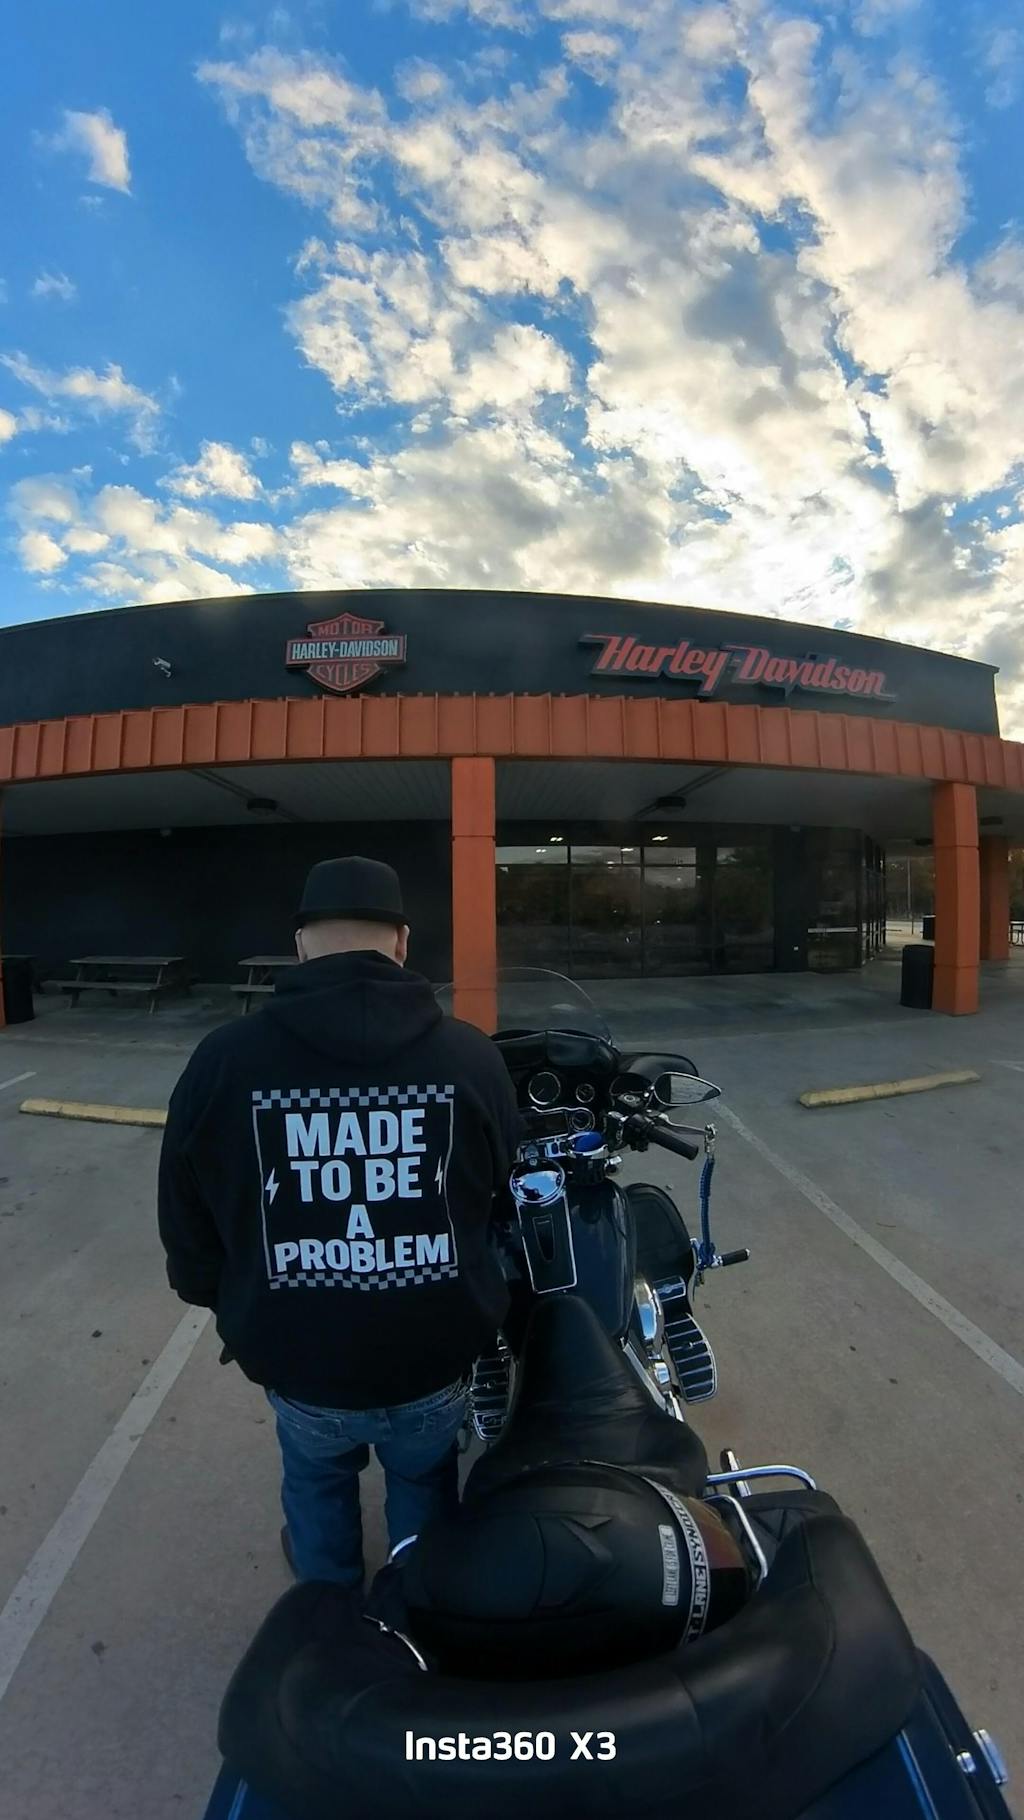 MOTOR
HARLEY-DAVIDSON
CYCLES
Harley-Davidson
MADE
TO BE
A
PROBLEM
Insta360 X3